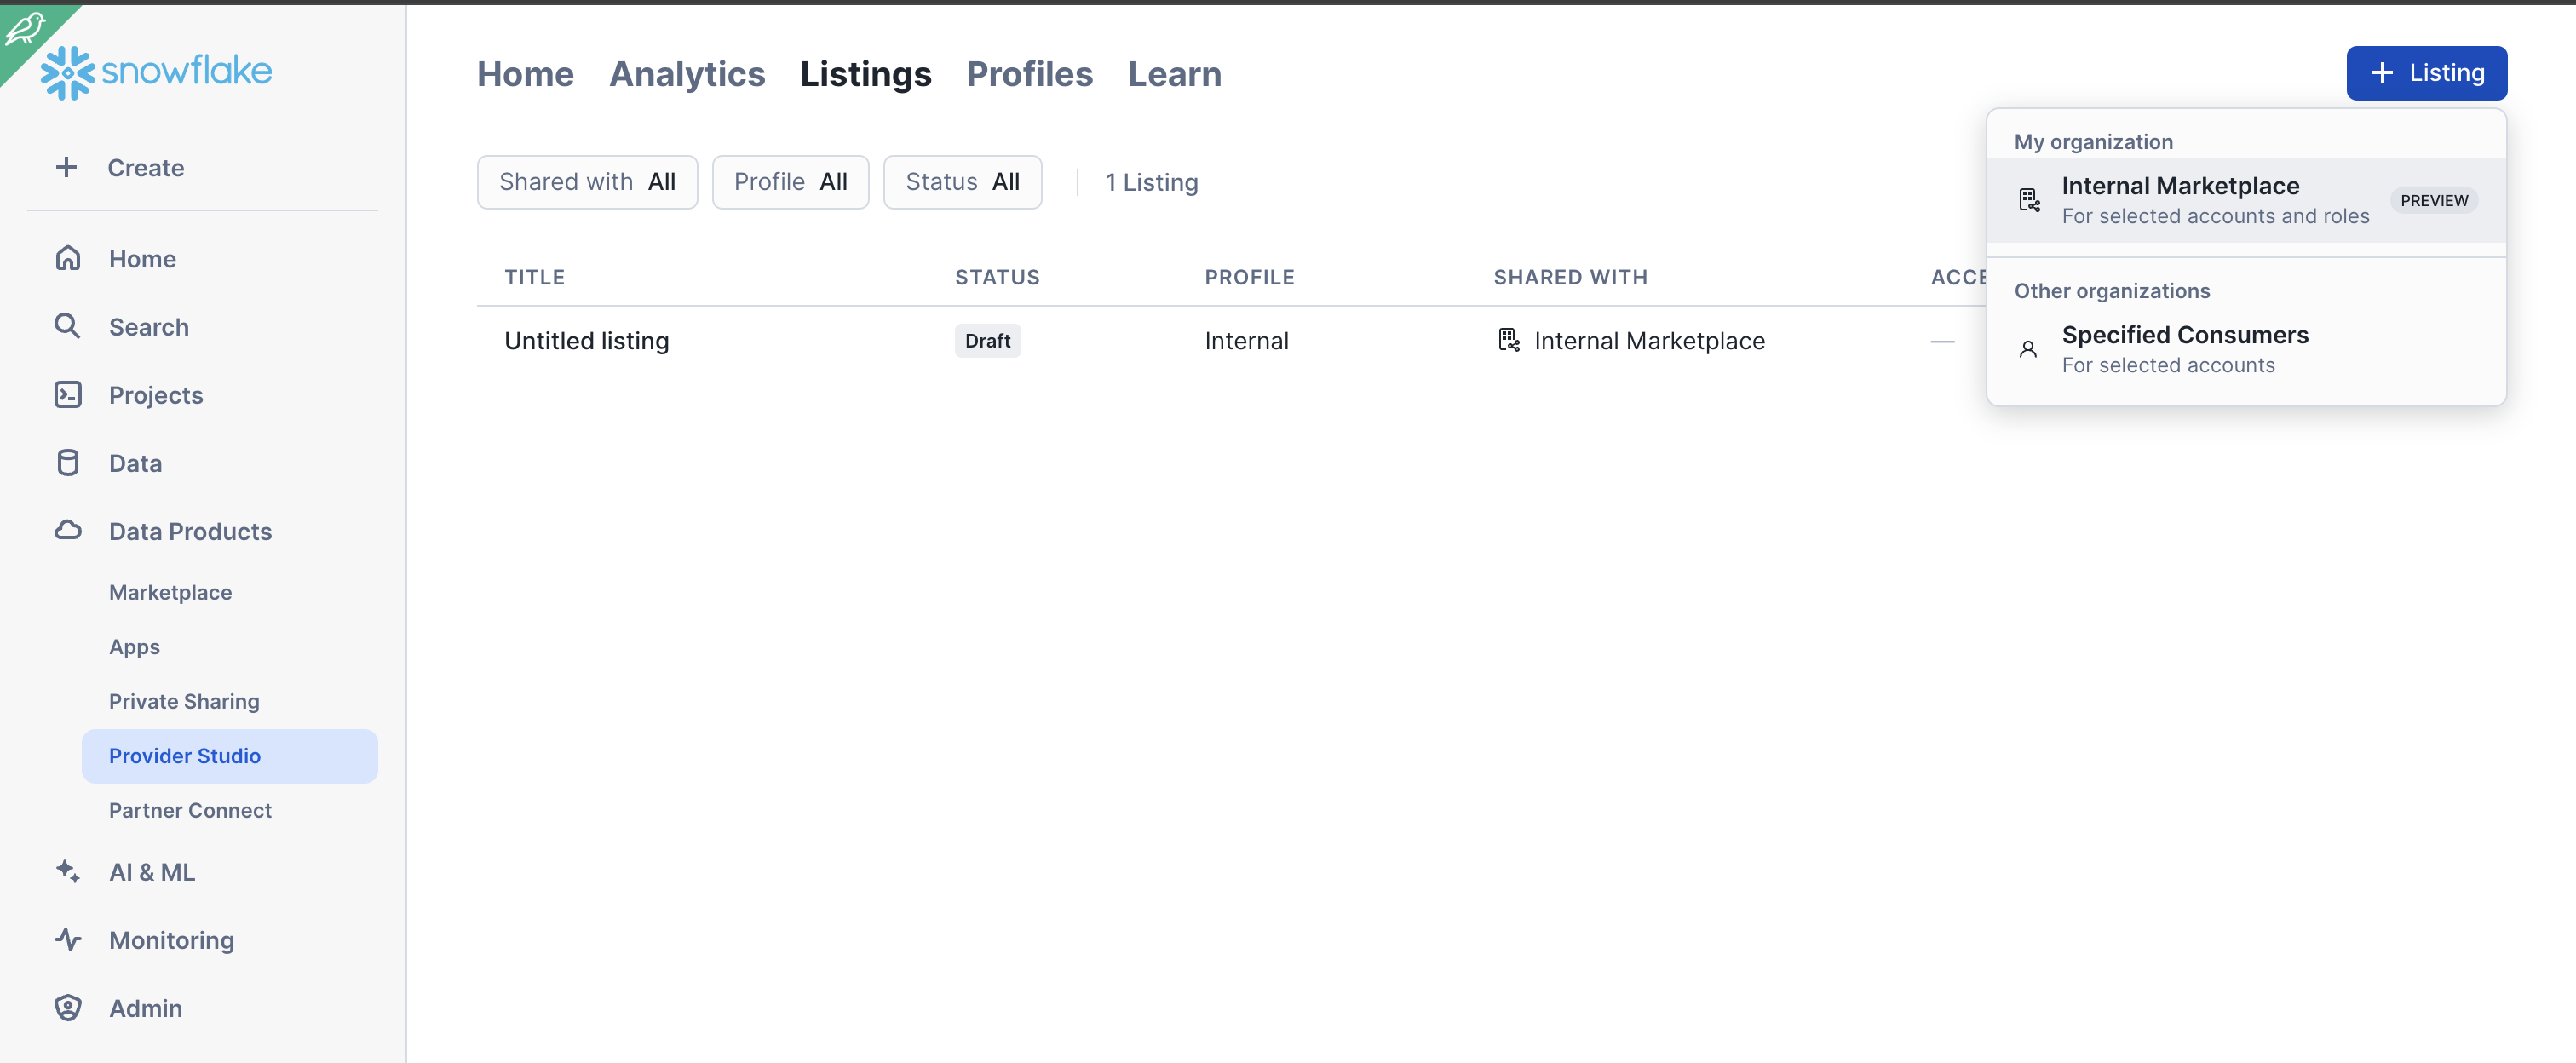 snowflake
Create
Home
Search
Projects
Data
Data Products
Marketplace
Apps
Private Sharing
Provider Studio
Partner Connect
AI & ML
Monitoring
Admin
Home Analytics Listings Profiles Learn
+ Listing
Shared with All Profile All Status All 1 Listing
TITLE STATUS PROFILE SHARED WITH ACCE
Untitled listing Draft Internal Internal Marketplace —
My organization
Internal Marketplace
For selected accounts and roles
PREVIEW
Other organizations
Specified Consumers
For selected accounts